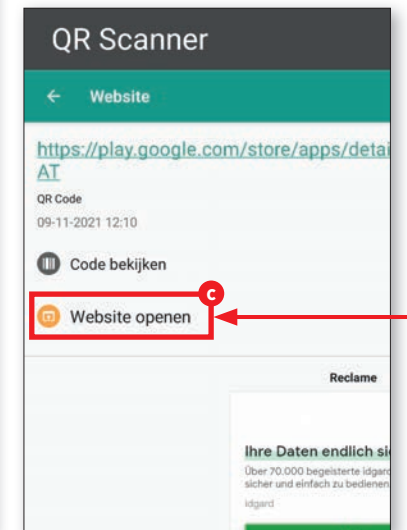 QR Scanner
← Website
https://play.google.com/store/apps/detai
AT
QR Code
09-11-2021 12:10
Code bekijken
C
Website openen
Reclame
Ihre Daten endlich si
Über 70.000 begeisterte idgard
sicher und einfach zu bedienen
idgard